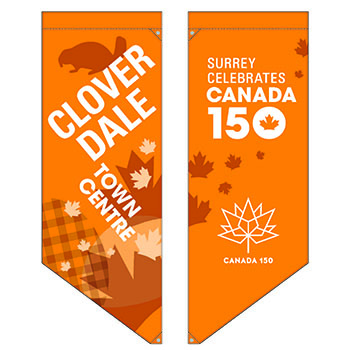 CLOVER
DALE
TOWN
CENTRE
SURREY
CELEBRATES
CANADA
150
CANADA 150